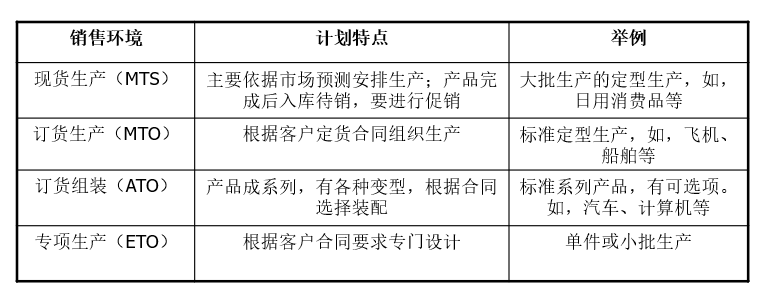 销售环境
计划特点
举例
现货生产（MTS）
主要依据市场预测安排生产；产品完
成后入库待销，要进行促销
大批生产的定型生产，如，
日用消费品等
订货生产（MTO）
根据客户定货合同组织生产
标准定型生产，如，飞机、
船舶等
订货组装（ATO）
产品成系列，有各种变型，根据合同
选择装配
标准系列产品，有可选项。
如，汽车、计算机等
专项生产（ETO）
根据客户合同要求专门设计
单件或小批生产